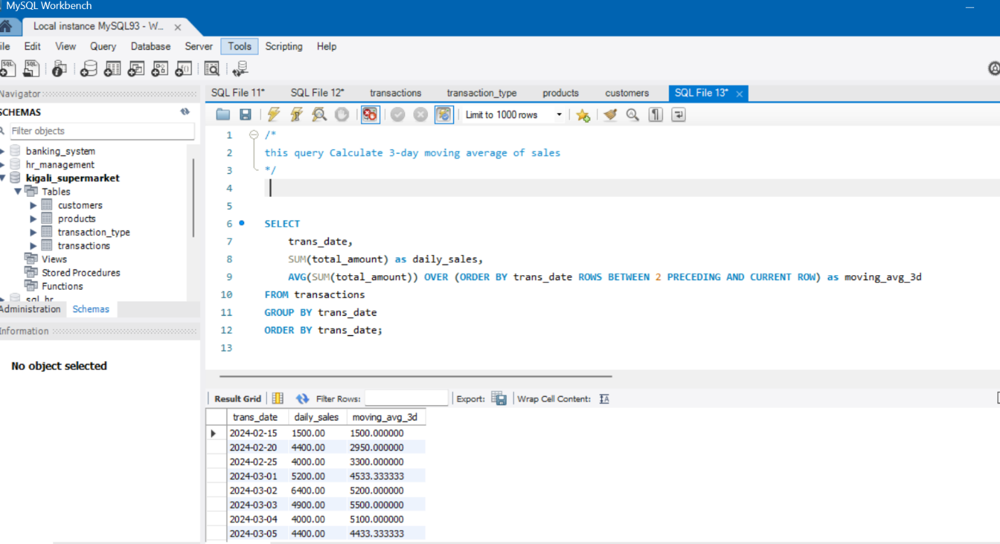 MySQL Workbench
Local instance MySQL93 - W...
ile Edit View Query Database Server Tools Scripting Help
Navigator
SCHEMAS
Filter objects
banking_system
hr_management
kigali_supermarket
Tables
customers
products
transaction_type
transactions
Views
Stored Procedures
Functions
sql_hr
Administration Schemas
Information
No object selected
SQL File 11* SQL File 12* transactions transaction_type products customers SQL File 13*
Limit to 1000 rows
1 /*
2 this query Calculate 3-day moving average of sales
3 */
4
5
6 SELECT
7 trans_date,
8 SUM(total_amount) as daily_sales,
9 AVG(SUM(total_amount)) OVER (ORDER BY trans_date ROWS BETWEEN 2 PRECEDING AND CURRENT ROW) as moving_avg_3d
10 FROM transactions
11 GROUP BY trans_date
12 ORDER BY trans_date;
13
Result Grid Filter Rows: Export: Wrap Cell Content:
trans_date daily_sales moving_avg_3d
2024-02-15 1500.00 1500.000000
2024-02-20 4400.00 2950.000000
2024-02-25 4000.00 3300.000000
2024-03-01 5200.00 4533.333333
2024-03-02 6400.00 5200.000000
2024-03-03 4900.00 5500.000000
2024-03-04 4000.00 5100.000000
2024-03-05 4400.00 4433.333333